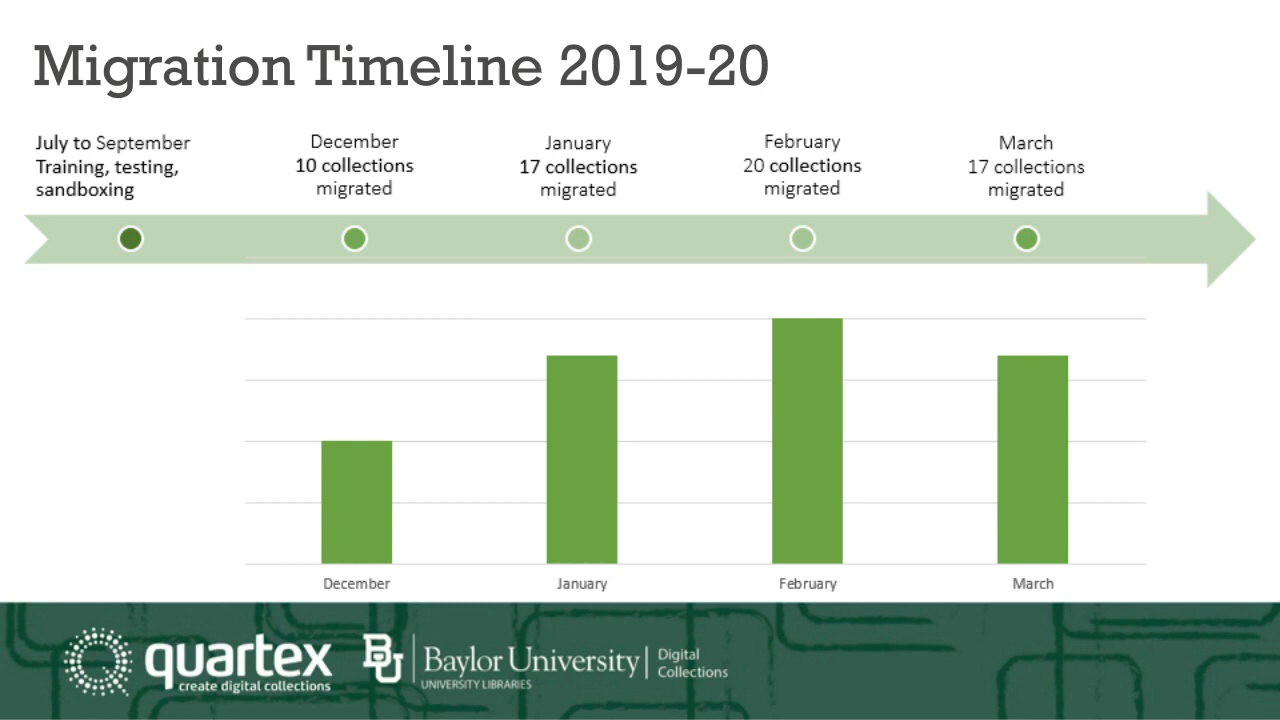 Migration Timeline 2019-20
July to September
Training, testing,
sandboxing
December
10 collections
migrated
January
17 collections
migrated
February
20 collections
migrated
March
17 collections
migrated
December
January
February
March
quartex
create digital collections
BU
Baylor University
UNIVERSITY LIBRARIES
Digital
Collections